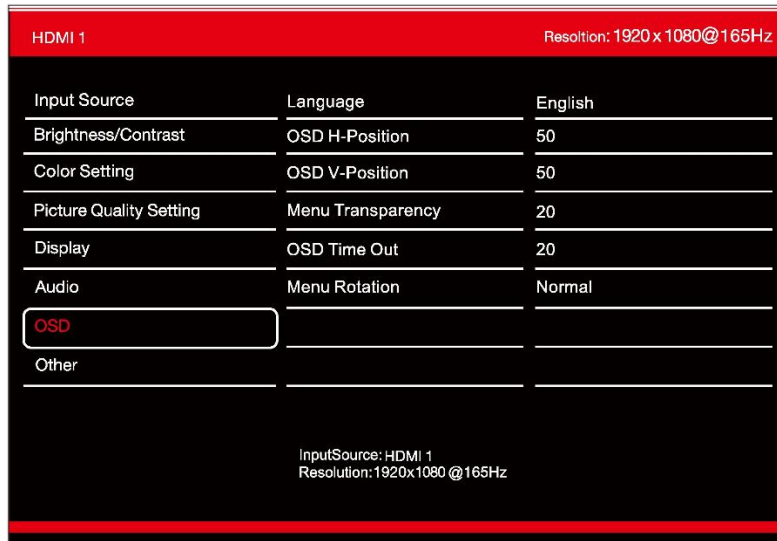 HDMI 1 Resoltion: 1920 x 1080@165Hz
Input Source Language English
Brightness/Contrast OSD H-Position 50
Color Setting OSD V-Position 50
Picture Quality Setting Menu Transparency 20
Display OSD Time Out 20
Audio Menu Rotation Normal
OSD
Other
InputSource: HDMI 1
Resolution:1920x1080 @165Hz